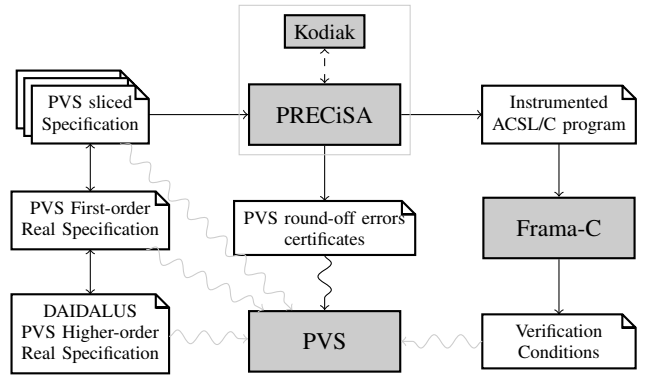 Kodiak
PVS sliced
Specification
PRECiSA
Instrumented
ACSL/C program
PVS First-order
Real Specification
PVS round-off errors
certificates
Frama-C
DAIDALUS
PVS Higher-order
Real Specification
PVS
Verification
Conditions